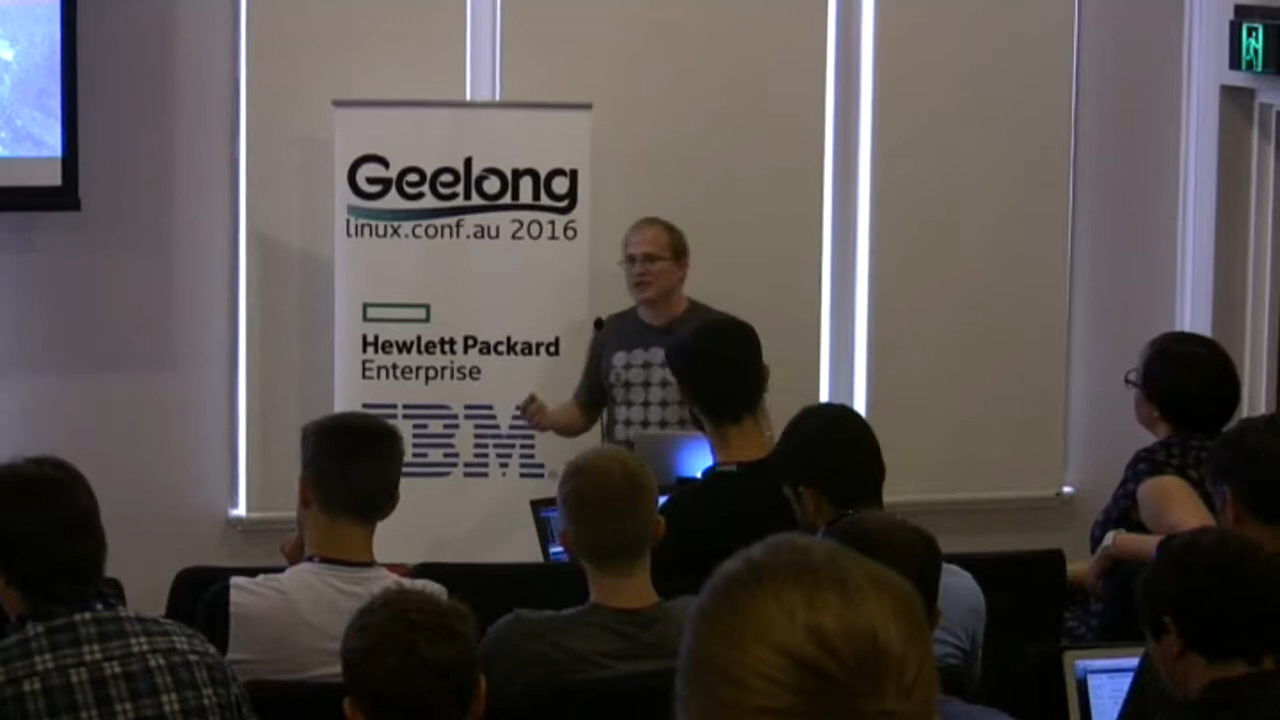 Geelong
linux.conf.au 2016
Hewlett Packard
Enterprise
IBM